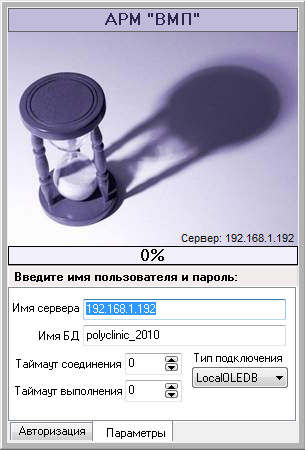 АРМ "ВМП"
Сервер: 192.168.1.192
0%
Введите имя пользователя и пароль:
Имя сервера 192.168.1.192
Имя БД polyclinic_2010
Таймаут соединения 0
Тип подключения
Таймаут выполнения 0
LocalOLEDB
Авторизация Параметры